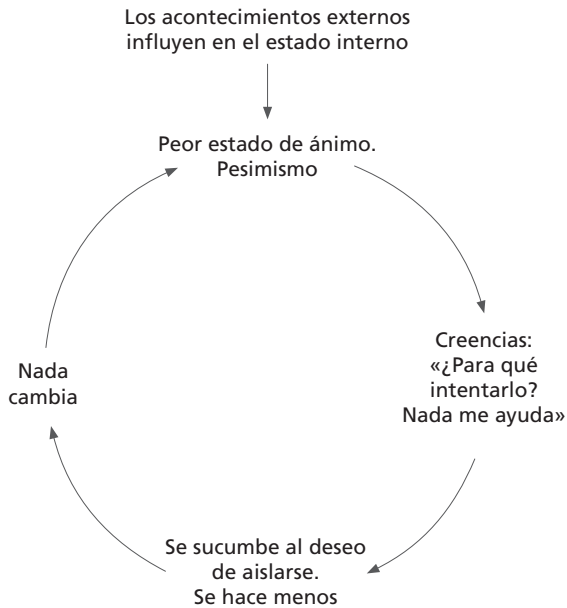 Los acontecimientos externos
influyen en el estado interno
Peor estado de ánimo.
Pesimismo
Creencias:
«¿Para qué
intentarlo?
Nada me ayuda»
Se sucumbe al deseo
de aislarse.
Se hace menos
Nada
cambia